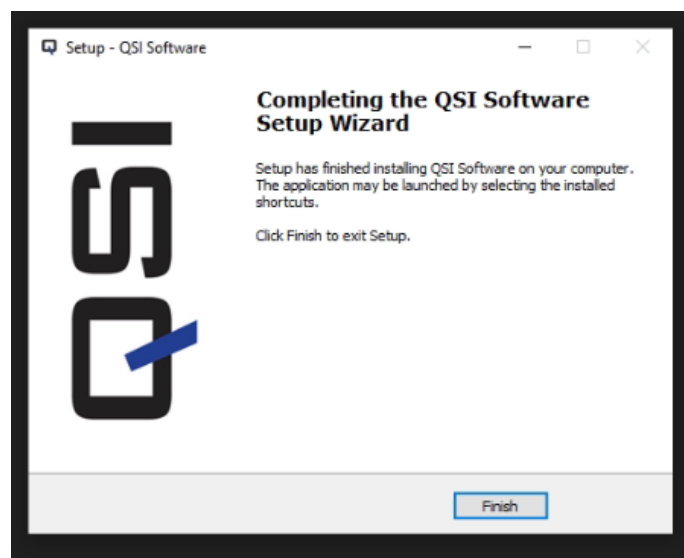 Setup - QSI Software
QSI
Completing the QSI Software
Setup Wizard
Setup has finished installing QSI Software on your computer.
The application may be launched by selecting the installed
shortcuts.
Click Finish to exit Setup.
Finish